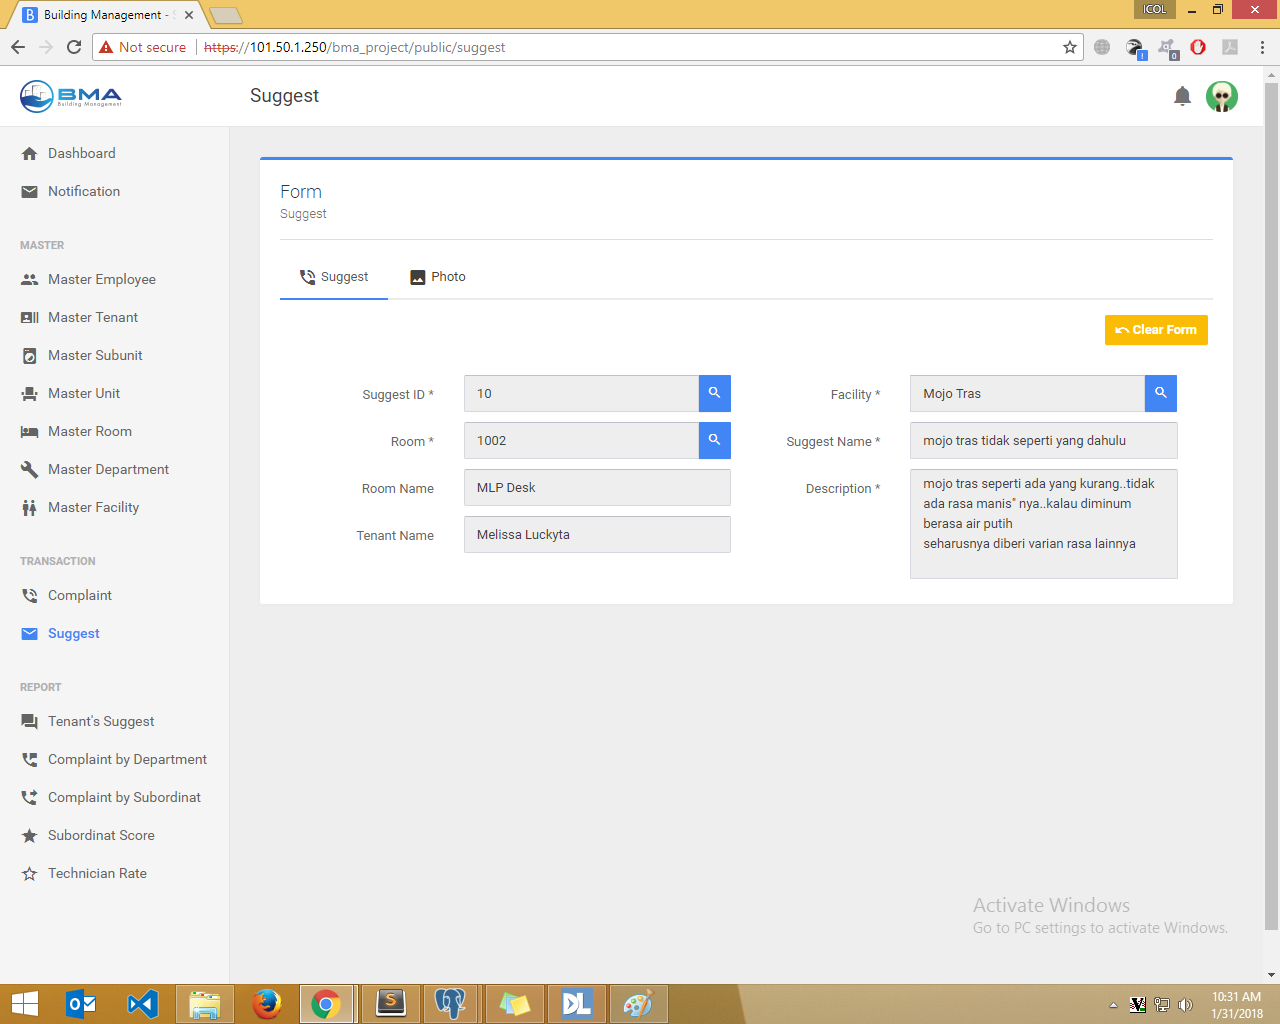 Building Management - S
ICOL
Not secure
https://101.50.1.250/bma_project/public/suggest
BMA
Building Management
Suggest
Dashboard
Notification
MASTER
Master Employee
Master Tenant
Master Subunit
Master Unit
Master Room
Master Department
Master Facility
TRANSACTION
Complaint
Suggest
REPORT
Tenant's Suggest
Complaint by Department
Complaint by Subordinat
Subordinat Score
Technician Rate
Form
Suggest
Suggest
Photo
Clear Form
Suggest ID *
10
Room *
1002
Room Name
MLP Desk
Tenant Name
Melissa Luckyta
Facility *
Mojo Tras
Suggest Name *
mojo tras tidak seperti yang dahulu
Description *
mojo tras seperti ada yang kurang..tidak
ada rasa manis" nya..kalau diminum
berasa air putih
seharusnya diberi varian rasa lainnya
Activate Windows
Go to PC settings to activate Windows.
DL
10:31 AM
1/31/2018